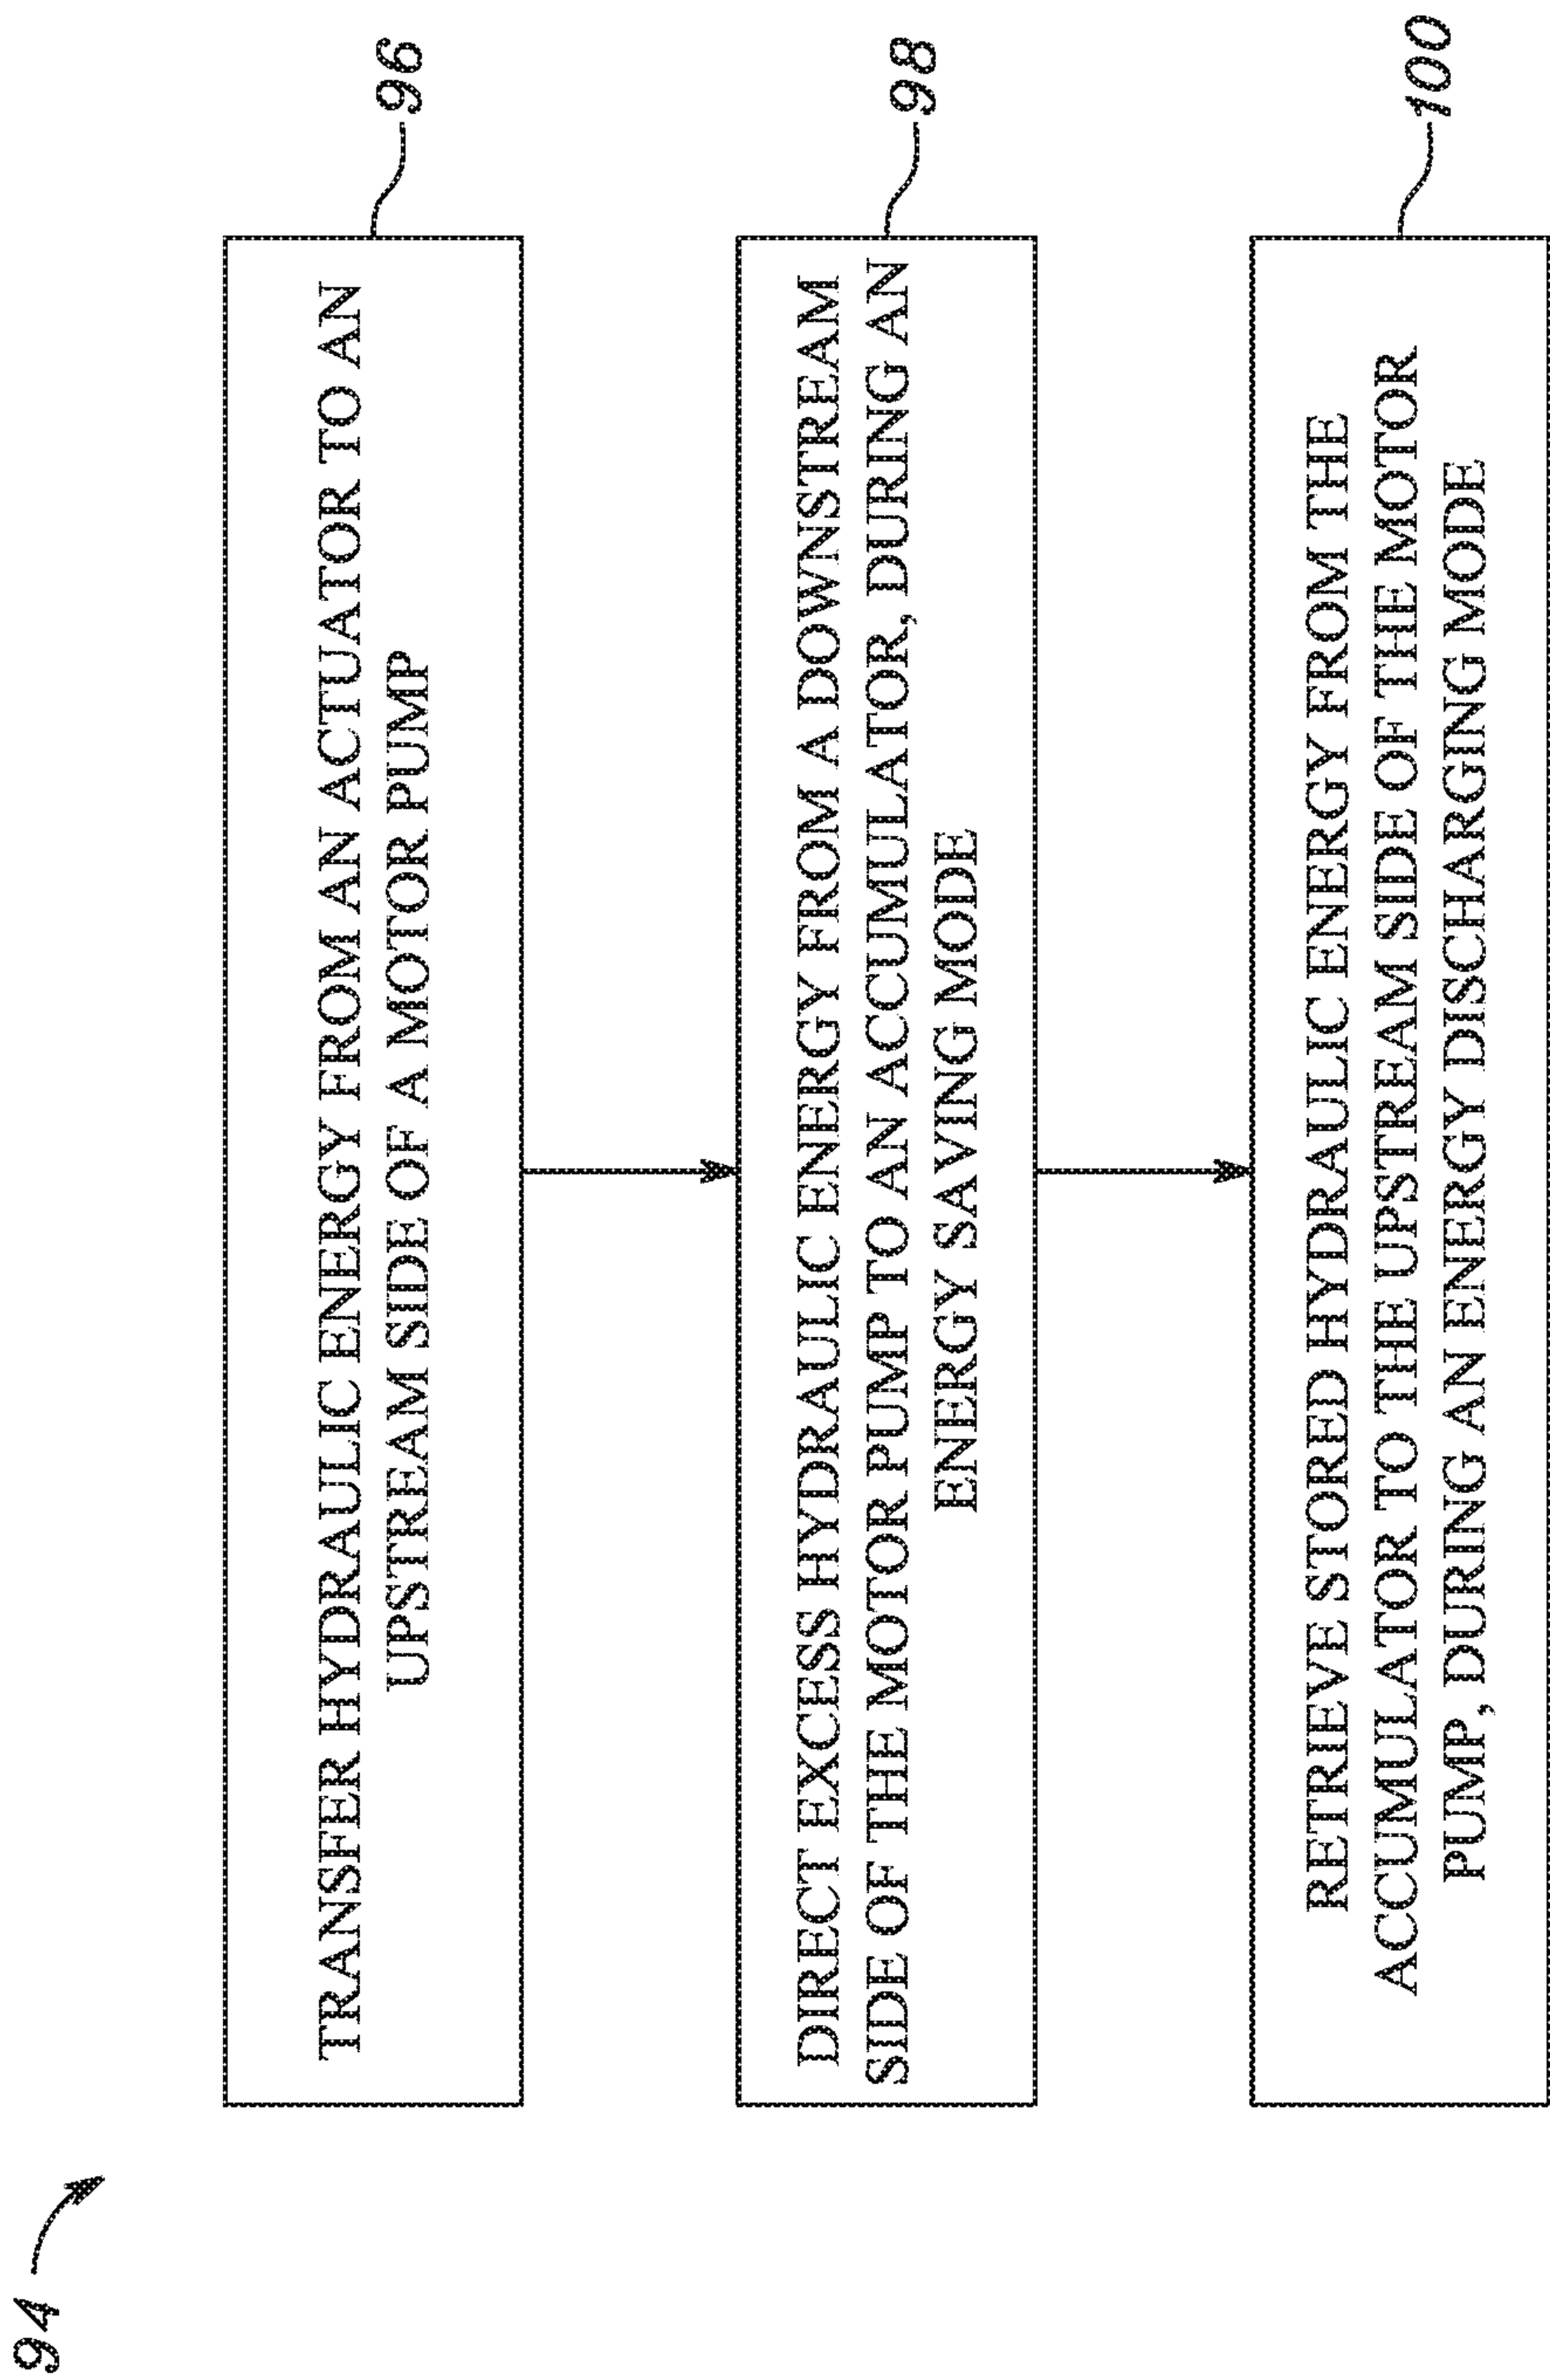 94
TRANSFER HYDRAULIC ENERGY FROM AN ACTUATOR TO AN
UPSTREAM SIDE OF A MOTOR PUMP
96
DIRECT EXCESS HYDRAULIC ENERGY FROM A DOWNSTREAM
SIDE OF THE MOTOR PUMP TO AN ACCUMULATOR, DURING AN
ENERGY SAVING MODE
98
RETRIEVE STORED HYDRAULIC ENERGY FROM THE
ACCUMULATOR TO THE UPSTREAM SIDE OF THE MOTOR
PUMP, DURING AN ENERGY DISCHARGING MODE
100